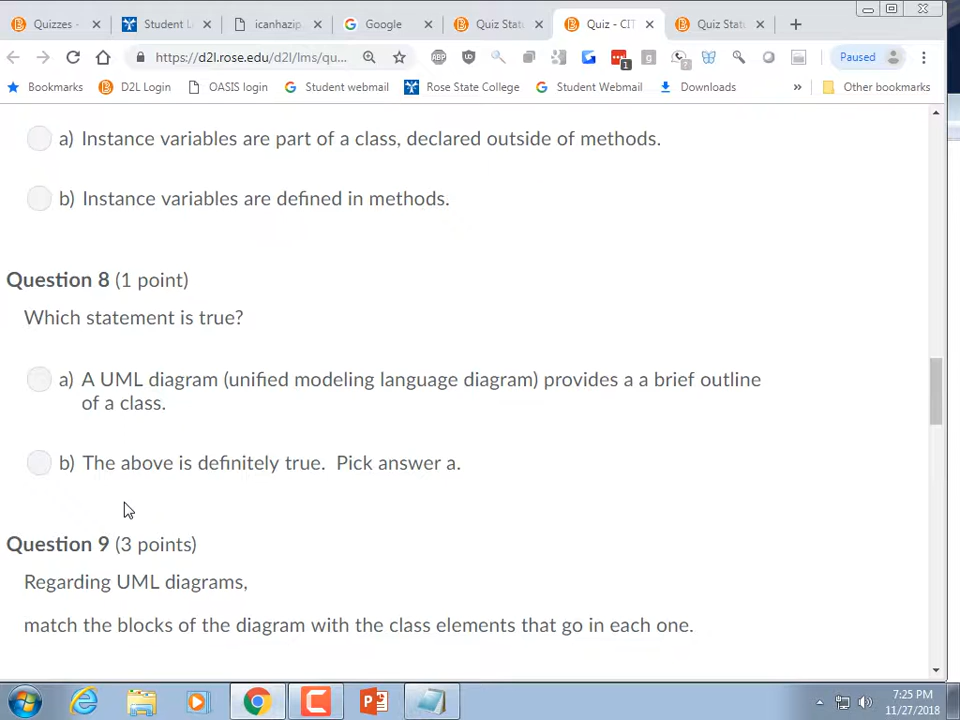 Quizzes -
Student L
icanhazip
Google
Quiz Statu
Quiz - CIT
Quiz Statu
https://d2l.rose.edu/d2l/lms/qu...
ABP
1
g
?
Paused
Bookmarks
D2L Login
OASIS login
Student webmail
Rose State College
Student Webmail
Downloads
»
Other bookmarks
a) Instance variables are part of a class, declared outside of methods.
b) Instance variables are defined in methods.
Question 8 (1 point)
Which statement is true?
a) A UML diagram (unified modeling language diagram) provides a a brief outline
of a class.
b) The above is definitely true. Pick answer a.
Question 9 (3 points)
Regarding UML diagrams,
match the blocks of the diagram with the class elements that go in each one.
7:25 PM
11/27/2018